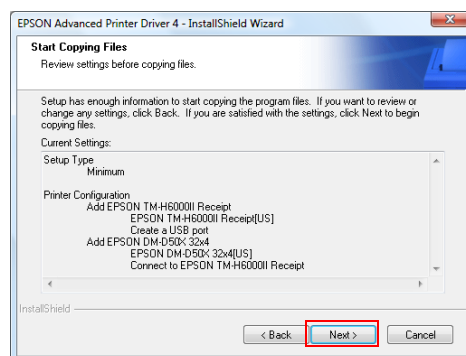 EPSON Advanced Printer Driver 4 - InstallShield Wizard
Start Copying Files
Review settings before copying files.
Setup has enough information to start copying the program files. If you want to review or
change any settings, click Back. If you are satisfied with the settings, click Next to begin
copying files.
Current Settings:
Setup Type
Minimum
Printer Configuration
Add EPSON TM-H6000II Receipt
EPSON TM-H6000II Receipt[US]
Create a USB port
Add EPSON DM-D50X 32x4
EPSON DM-D50X 32x4[US]
Connect to EPSON TM-H6000II Receipt
InstallShield
< Back Next > Cancel